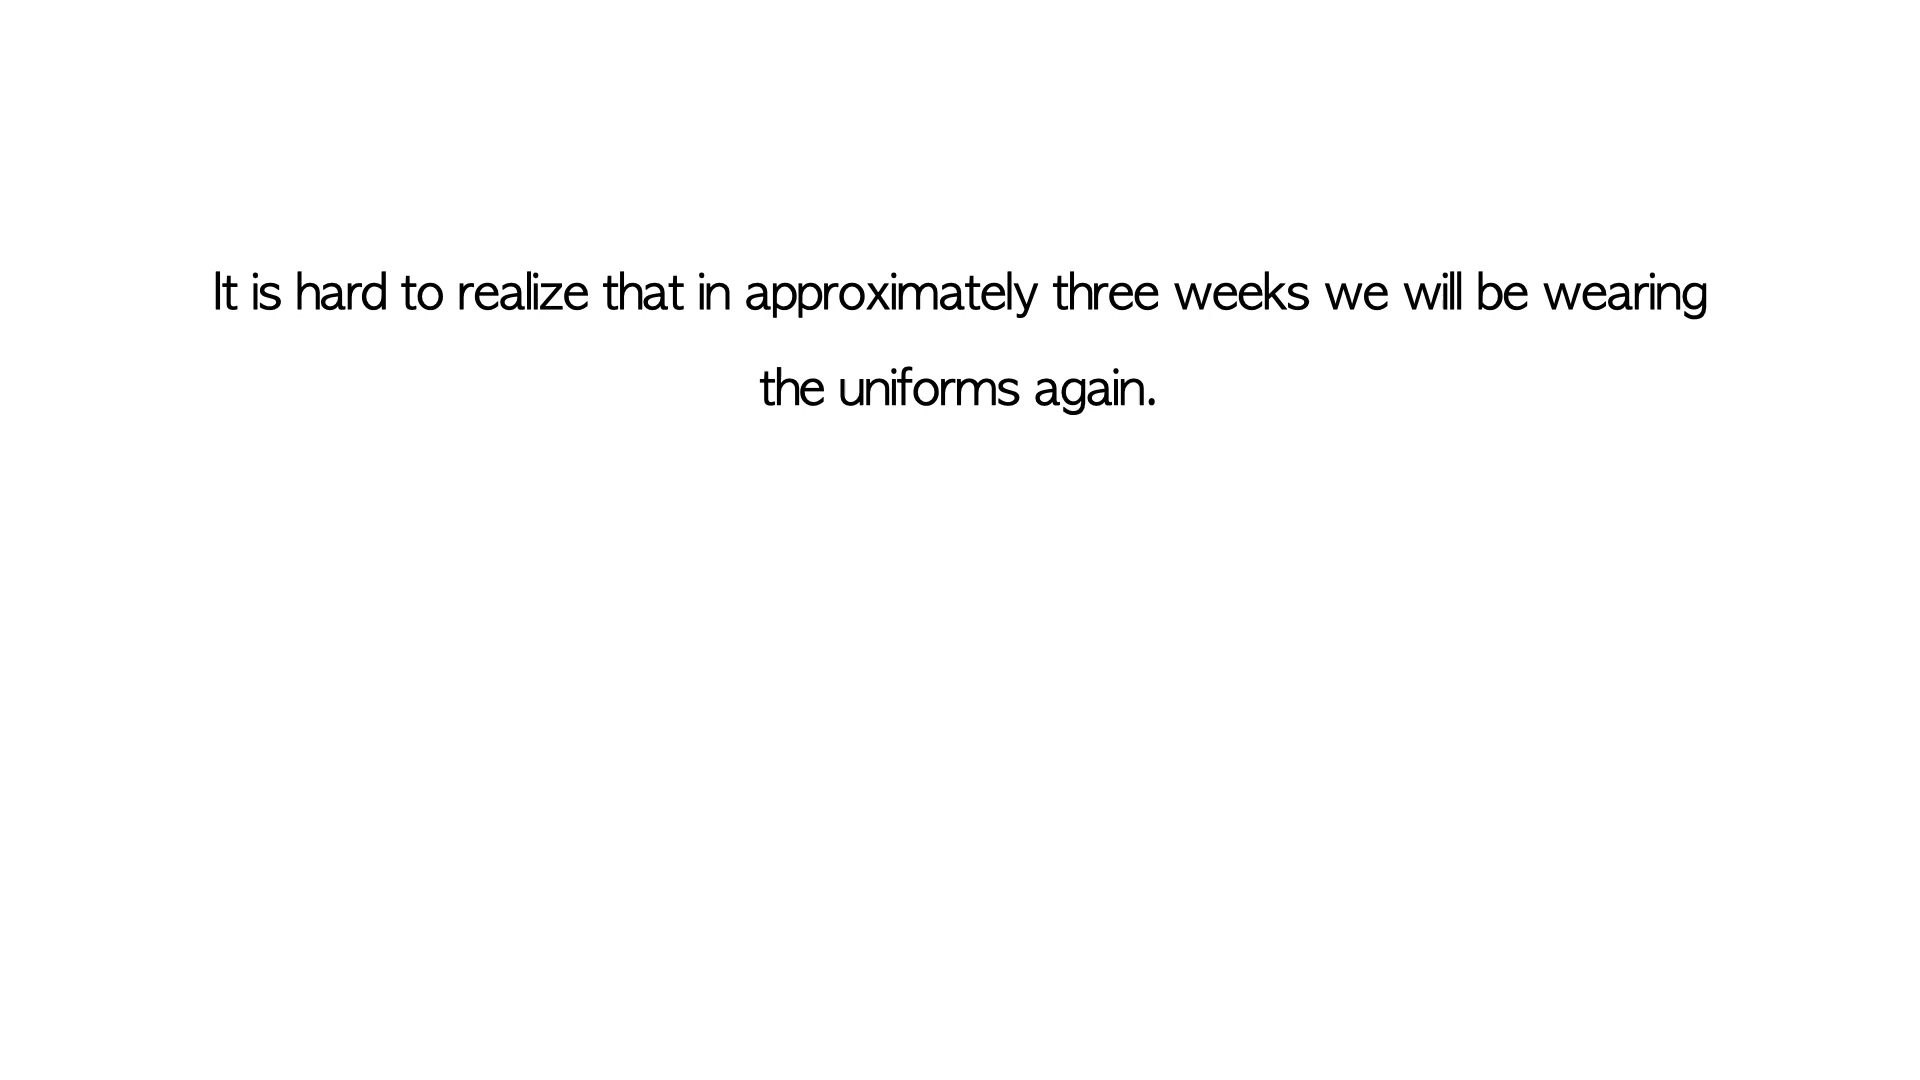 It is hard to realize that in approximately three weeks we will be wearing
the uniforms again.